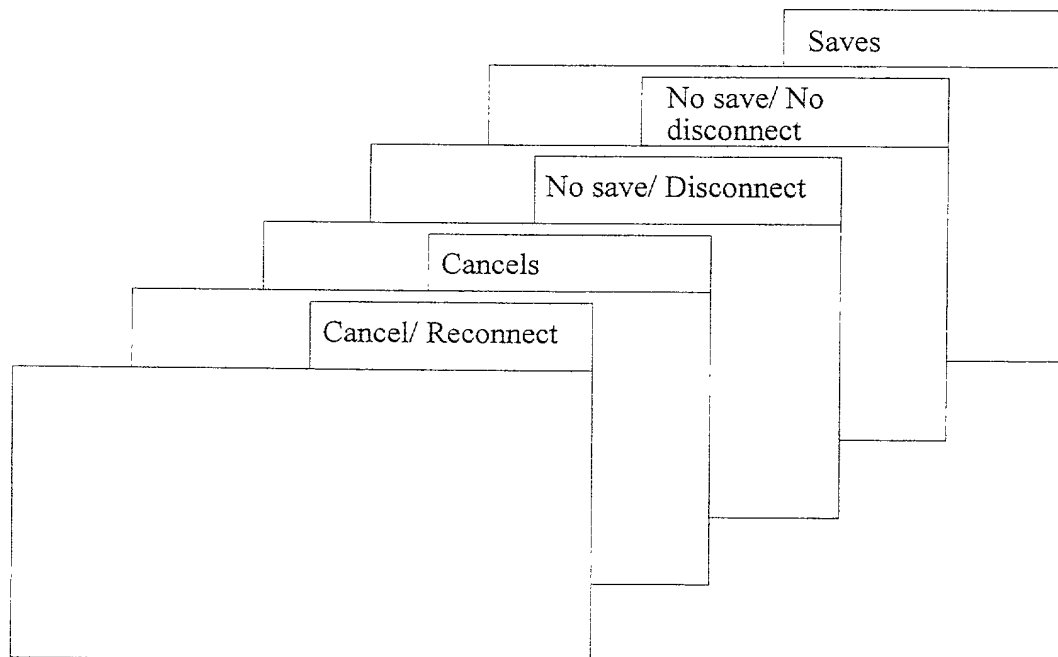 Saves
No save/ No
disconnect
No save/ Disconnect
Cancels
Cancel/ Reconnect